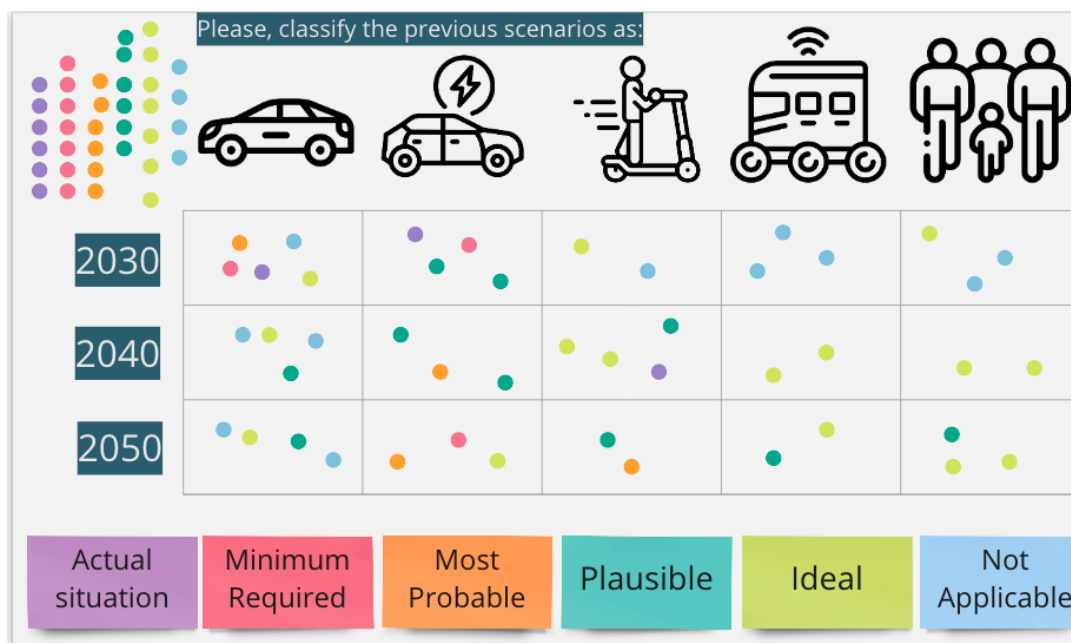 Please, classify the previous scenarios as:
2030
2040
2050
Actual
situation
Minimum
Required
Most
Probable
Plausible
Ideal
Not
Applicable